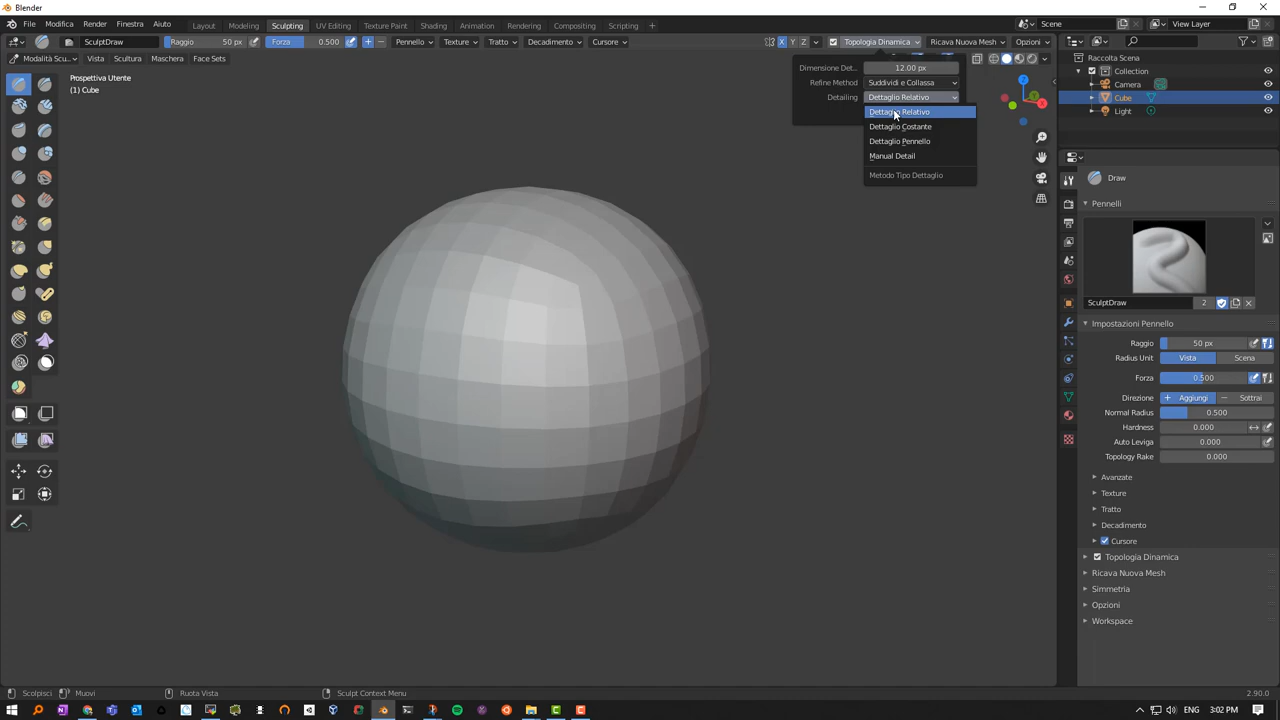 Blender
File Modifica Render Finestra Aiuto Layout Modeling Sculpting UV Editing Texture Paint Shading Animation Rendering Compositing Scripting + Scene View Layer
SculptDraw Raggio 50 px Forza: 0.500 Pennello Texture Tratto Decadimento Cursore X Y Z Topologia Dinamica Ricava Nuova Mesh Opzioni
Modalità Scu... Vista Scultura Maschera Face Sets
Prospettiva Utente
(1) Cube
Dimensione Det... 12.00 px
Refine Method Suddividi e Collassa
Detailing Dettaglio Relativo
Dettaglio Relativo
Dettaglio Costante
Dettaglio Pennello
Manual Detail
Metodo Tipo Dettaglio
Z
X
Raccolta Scena
Collection
Camera
Cube
Light
Draw
Pennelli
SculptDraw 2
Impostazioni Pennello
Raggio 50 px
Radius Unit Vista Scena
Forza 0.500
Direzione + Aggiungi − Sottrai
Normal Radius 0.500
Hardness 0.000
Auto Leviga 0.000
Topology Rake 0.000
Avanzate
Texture
Tratto
Decadimento
Cursore
Topologia Dinamica
Ricava Nuova Mesh
Simmetria
Opzioni
Workspace
Scolpisci Muovi Ruota Vista Sculpt Context Menu 2.90.0
3:02 PM